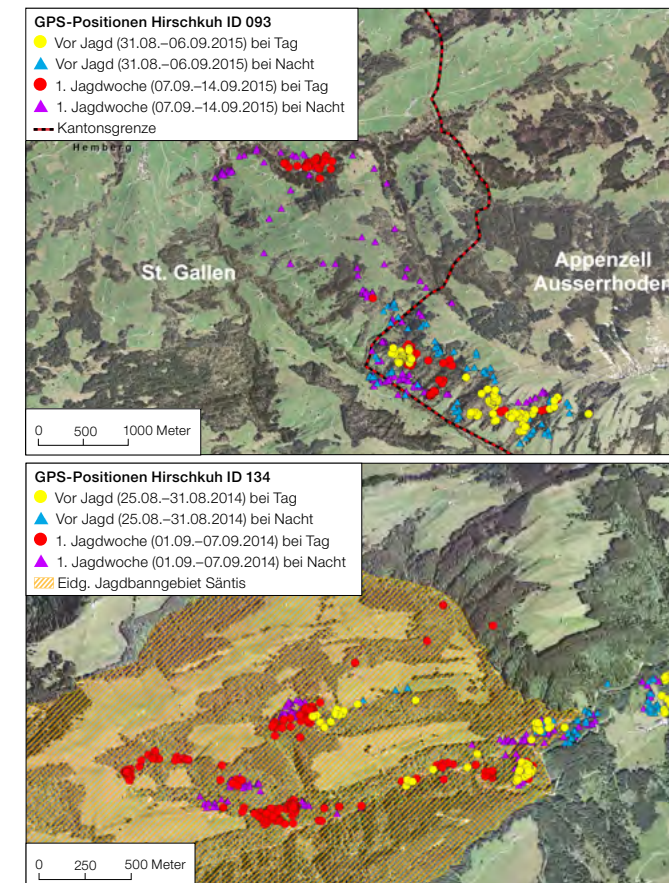 GPS-Positionen Hirschkuh ID 093
Vor Jagd (31.08.–06.09.2015) bei Tag
Vor Jagd (31.08.–06.09.2015) bei Nacht
1. Jagdwoche (07.09.–14.09.2015) bei Tag
1. Jagdwoche (07.09.–14.09.2015) bei Nacht
Kantonsgrenze
Hemberg
St. Gallen
Appenzell
Ausserrhoden
0 500 1000 Meter
GPS-Positionen Hirschkuh ID 134
Vor Jagd (25.08.–31.08.2014) bei Tag
Vor Jagd (25.08.–31.08.2014) bei Nacht
1. Jagdwoche (01.09.–07.09.2014) bei Tag
1. Jagdwoche (01.09.–07.09.2014) bei Nacht
Eidg. Jagdbanngebiet Säntis
0 250 500 Meter